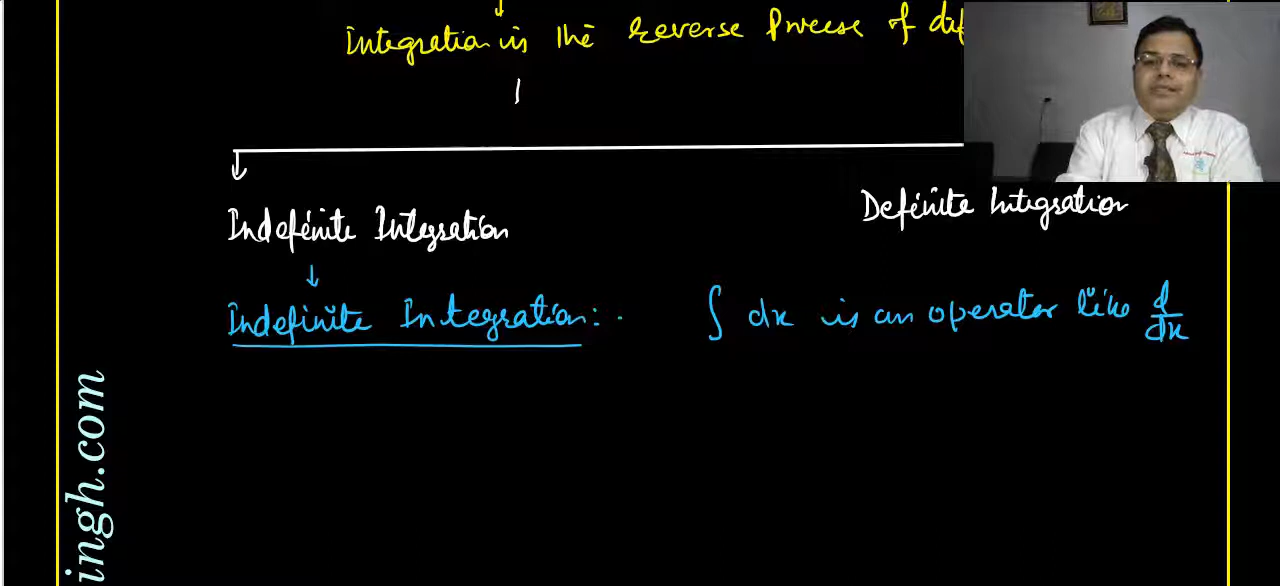 Integration is the reverse Process of dif
Indefinite Integration
Definite Integration
Indefinite Integration:- ∫ dx is an operator like d/dx
ingh.com